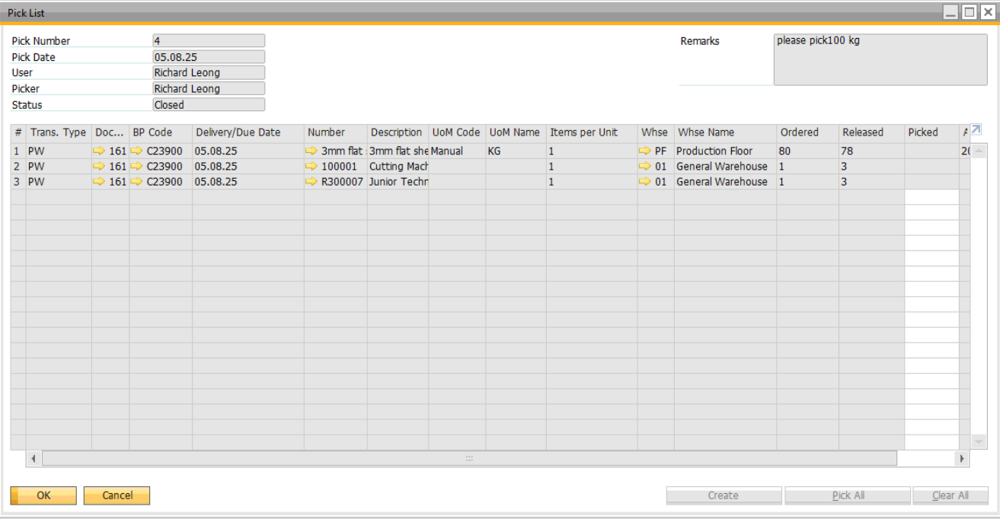 Pick List
Pick Number 4
Pick Date 05.08.25
User Richard Leong
Picker Richard Leong
Status Closed
Remarks please pick100 kg
# Trans. Type Doc... BP Code Delivery/Due Date Number Description UoM Code UoM Name Items per Unit Whse Whse Name Ordered Released Picked A
1 PW 161 C23900 05.08.25 3mm flat 3mm flat she Manual KG 1 PF Production Floor 80 78 20
2 PW 161 C23900 05.08.25 100001 Cutting Mach 1 01 General Warehouse 1 3
3 PW 161 C23900 05.08.25 R300007 Junior Techr 1 01 General Warehouse 1 3
OK Cancel Create Pick All Clear All